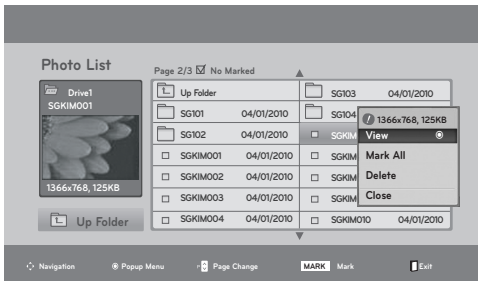 Photo List
Page 2/3 No Marked
Drive1
SGKIM001
1366x768, 125KB
Up Folder
Up Folder
SG101 04/01/2010
SG102 04/01/2010
SGKIM001 04/01/2010
SGKIM002 04/01/2010
SGKIM003 04/01/2010
SGKIM004 04/01/2010
SG103 04/01/2010
SG104
SGKIM
SGKIM
SGKIM
SGKIM
SGKIM010 04/01/2010
1366x768, 125KB
View
Mark All
Delete
Close
Navigation Popup Menu P Page Change MARK Mark Exit